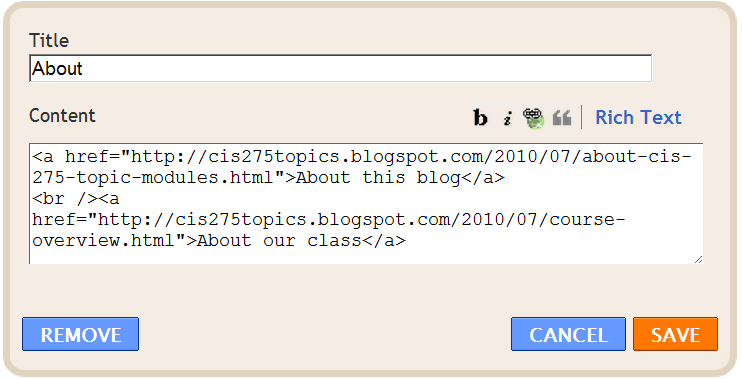 Title
About
Content
b i Rich Text
<a href="http://cis275topics.blogspot.com/2010/07/about-cis-
275-topic-modules.html">About this blog</a>
<br /><a
href="http://cis275topics.blogspot.com/2010/07/course-
overview.html">About our class</a>
REMOVE CANCEL SAVE